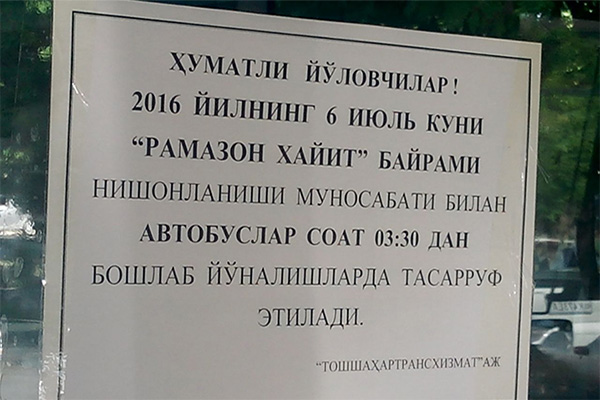 ҲУМАТЛИ ЙЎЛОВЧИЛАР!
2016 ЙИЛНИНГ 6 ИЮЛЬ КУНИ
“РАМАЗОН ХАЙИТ” БАЙРАМИ
НИШОНЛАНИШИ МУНОСАБАТИ БИЛАН
АВТОБУСЛАР СОАТ 03:30 ДАН
БОШЛАБ ЙЎНАЛИШЛАРДА ТАСАРРУФ
ЭТИЛАДИ.
“ТОШШАҲАРТРАНСХИЗМАТ”АЖ